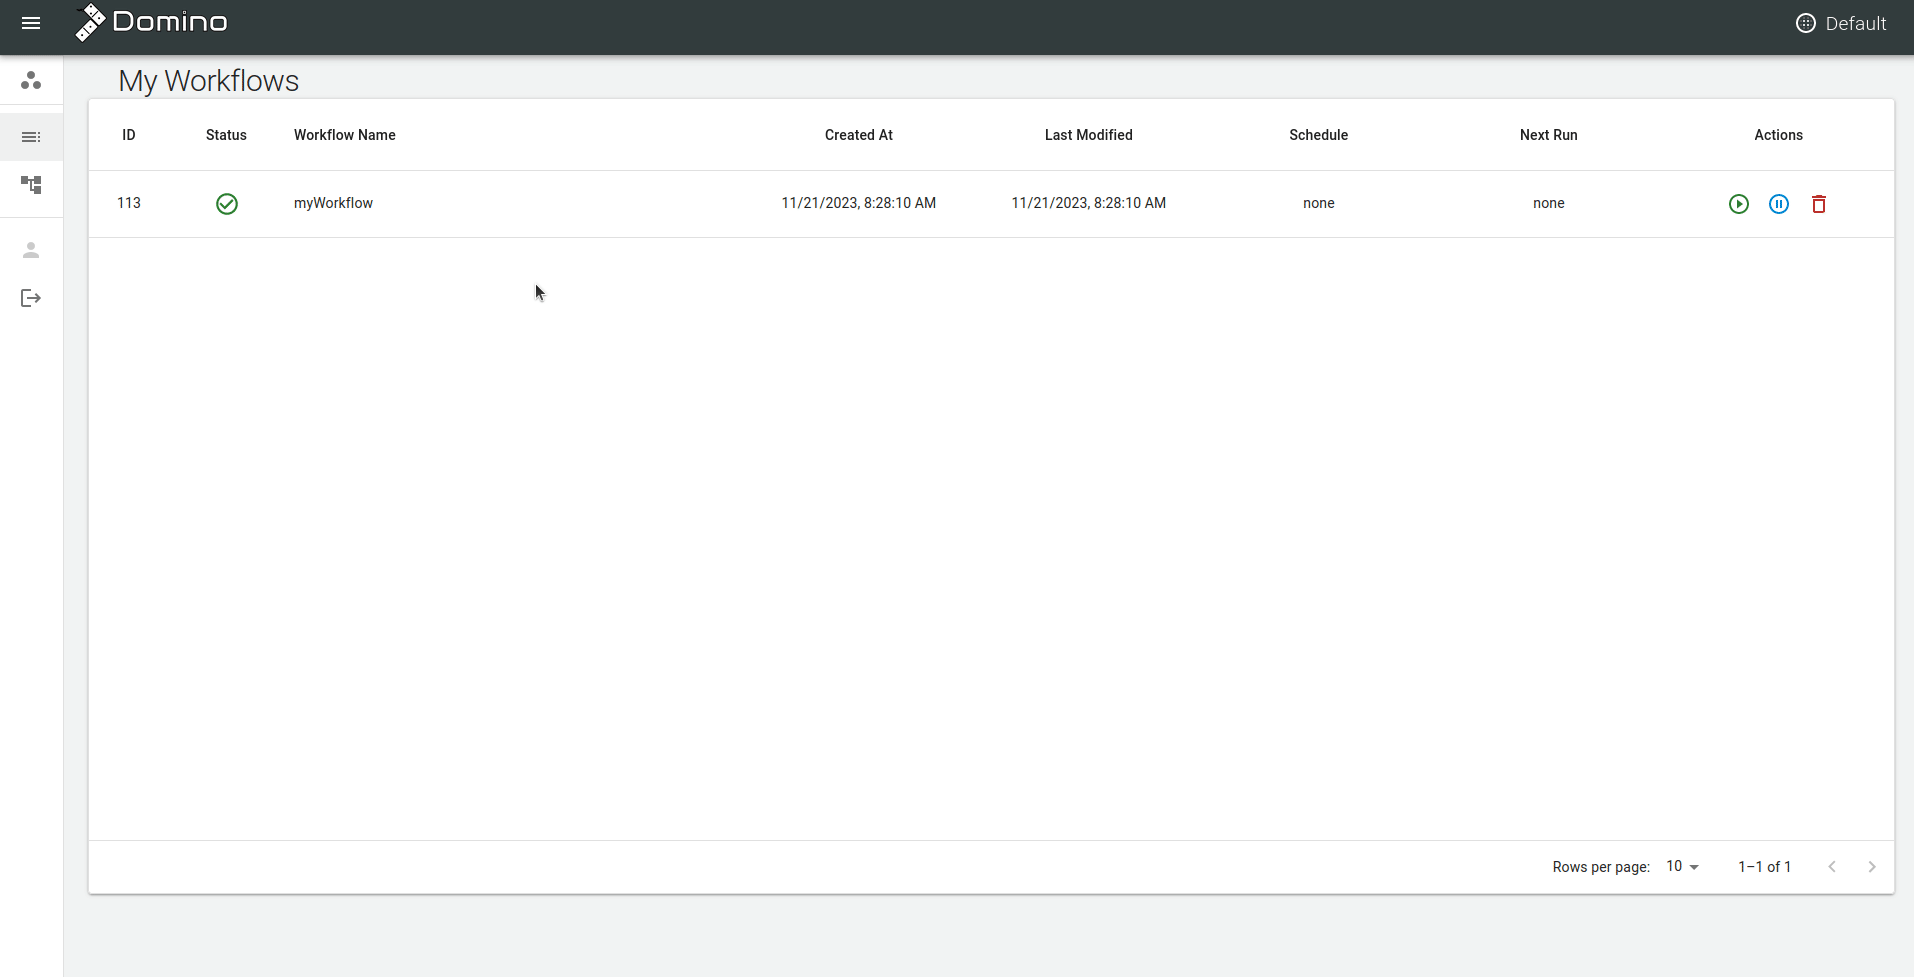 Domino
Default
My Workflows
ID Status Workflow Name Created At Last Modified Schedule Next Run Actions
113 myWorkflow 11/21/2023, 8:28:10 AM 11/21/2023, 8:28:10 AM none none
Rows per page: 10 1–1 of 1